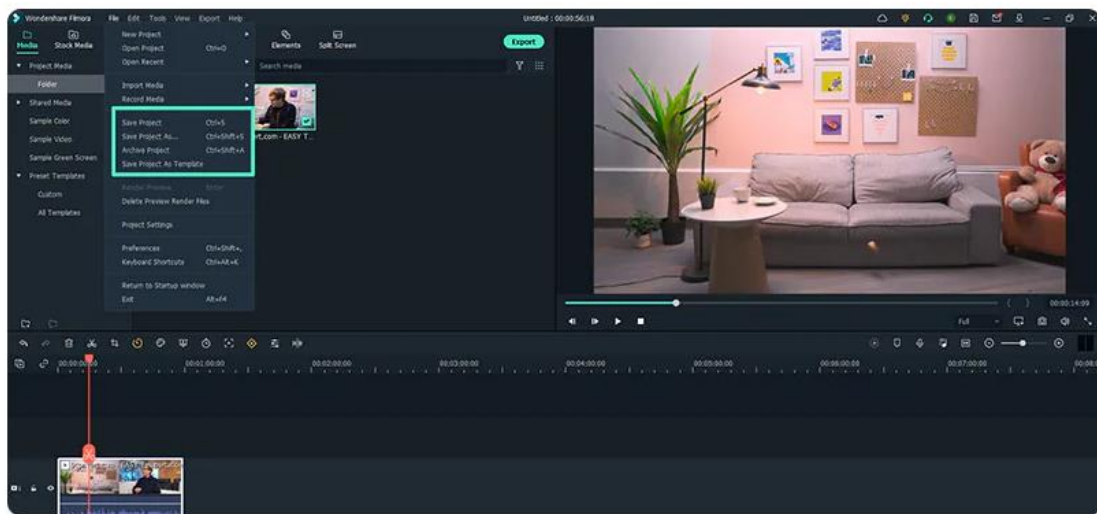 Wondershare Filmora File Edit Tools View Export Help Untitled : 00:00:56:18
Media Stock Media Elements Split Screen Export
Project Media
Folder
Shared Media
Sample Color
Sample Video
Sample Green Screen
Preset Templates
Custom
All Templates
New Project
Open Project Ctrl+O
Open Recent
Import Media
Record Media
Save Project Ctrl+S
Save Project As... Ctrl+Shift+S
Archive Project Ctrl+Shift+A
Save Project As Template
Render Preview Enter
Delete Preview Render Files
Project Settings
Preferences Ctrl+Shift+,
Keyboard Shortcuts Ctrl+Alt+K
Return to Startup window
Exit Alt+F4
Search media
.com - EASY T...
00:00:14:09
Full
00:01:00:00 00:02:00:00 00:03:00:00 00:04:00:00 00:05:00:00 00:06:00:00 00:07:00:00